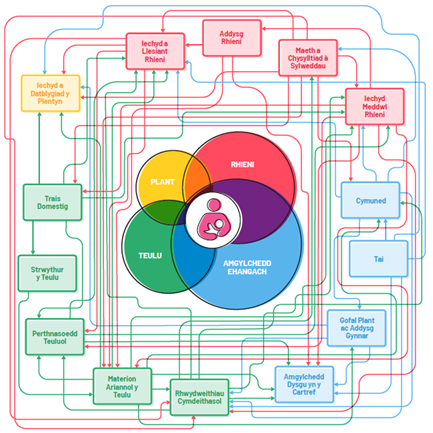 Addysg
Rhieni
Iechyd a
Llesiant
Rhieni
Maeth a
Chysylltiad â
Sylweddau
Iechyd a
Datblygiad y
Plentyn
Iechyd
Meddwl
Rhieni
PLANT
RHIENI
TEULU
AMGYLCHEDD
EHANGACH
Trais
Domestig
Cymuned
Strwythur
y Teulu
Tai
Perthnasoedd
Teuluol
Gofal Plant
ac Addysg
Gynnar
Materion
Ariannol y
Teulu
Rhwydweithiau
Cymdeithasol
Amgylchedd
Dysgu yn y
Cartref